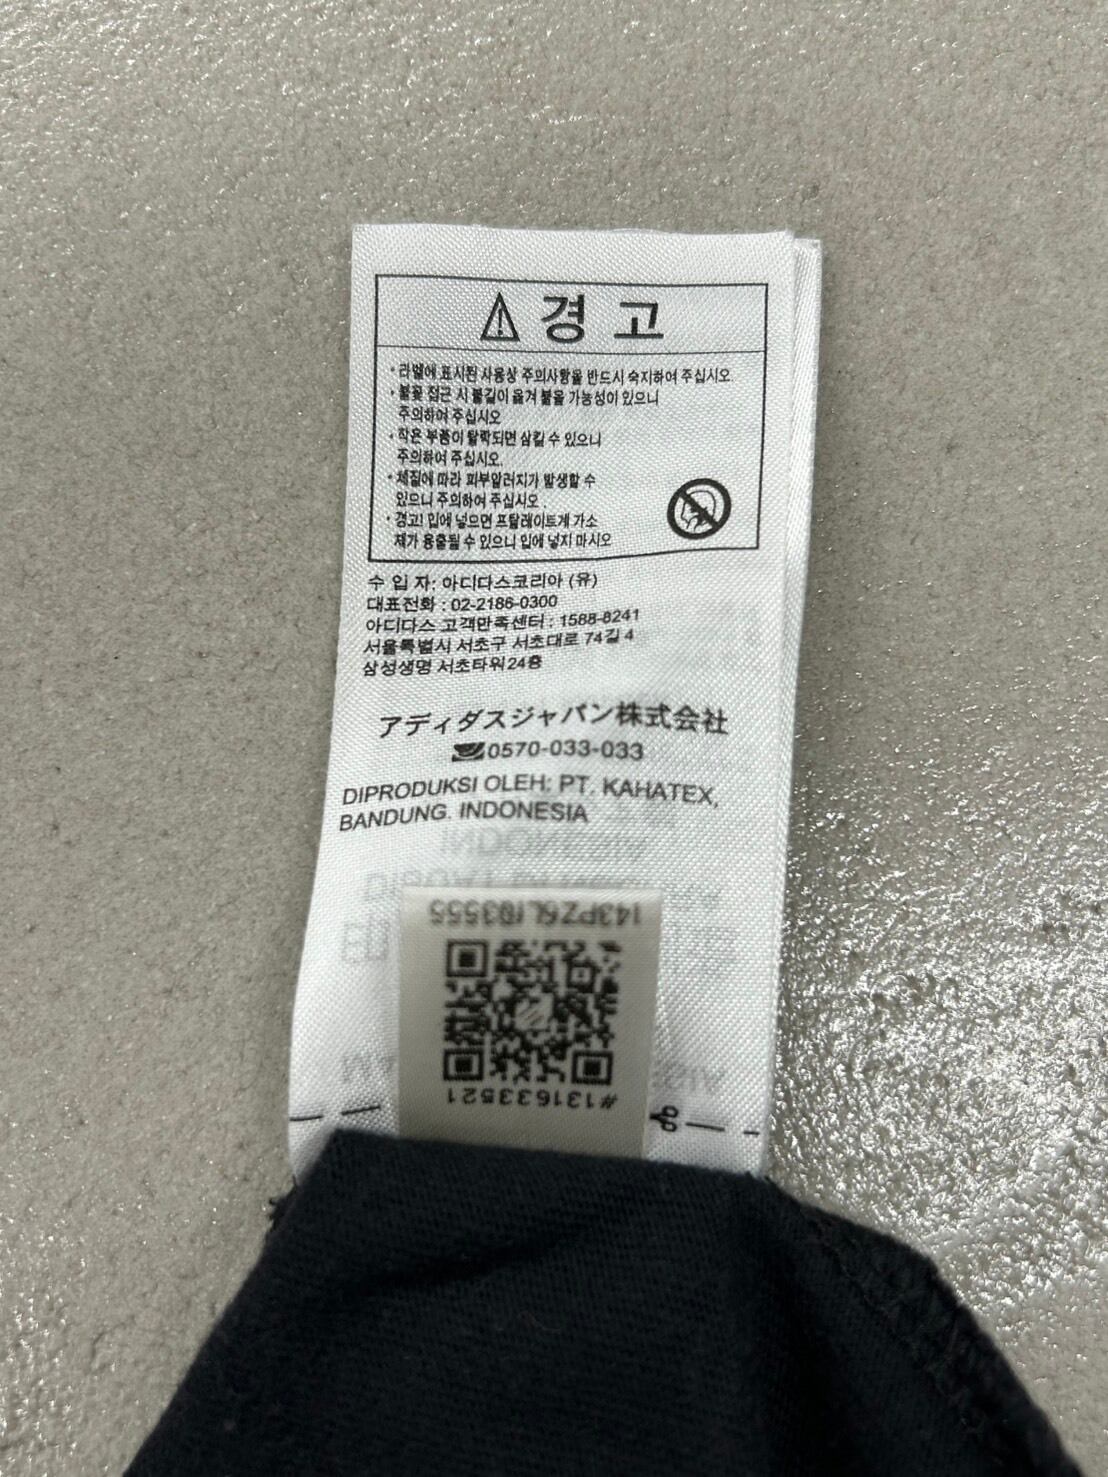 경 고
• 라벨에 표시된 사용상 주의사항을 반드시 숙지하여 주십시오.
• 불꽃 접근 시 불길이 옮겨 붙을 가능성이 있으니
주의하여 주십시오
• 작은 부품이 탈락되면 삼킬 수 있으니
주의하여 주십시오.
• 체질에 따라 피부알러지가 발생할 수
있으니 주의하여 주십시오 .
• 경고! 입에 넣으면 프탈레이트계 가소
제가 용출될 수 있으니 입에 넣지 마시오
수 입 자: 아디다스코리아 (유)
대표전화 : 02-2186-0300
아디다스 고객만족센터 : 1588-8241
서울특별시 서초구 서초대로 74길 4
삼성생명 서초타워24층
アディダスジャパン株式会社
0570-033-033
DIPRODUKSI OLEH: PT. KAHATEX,
BANDUNG. INDONESIA
#131633521